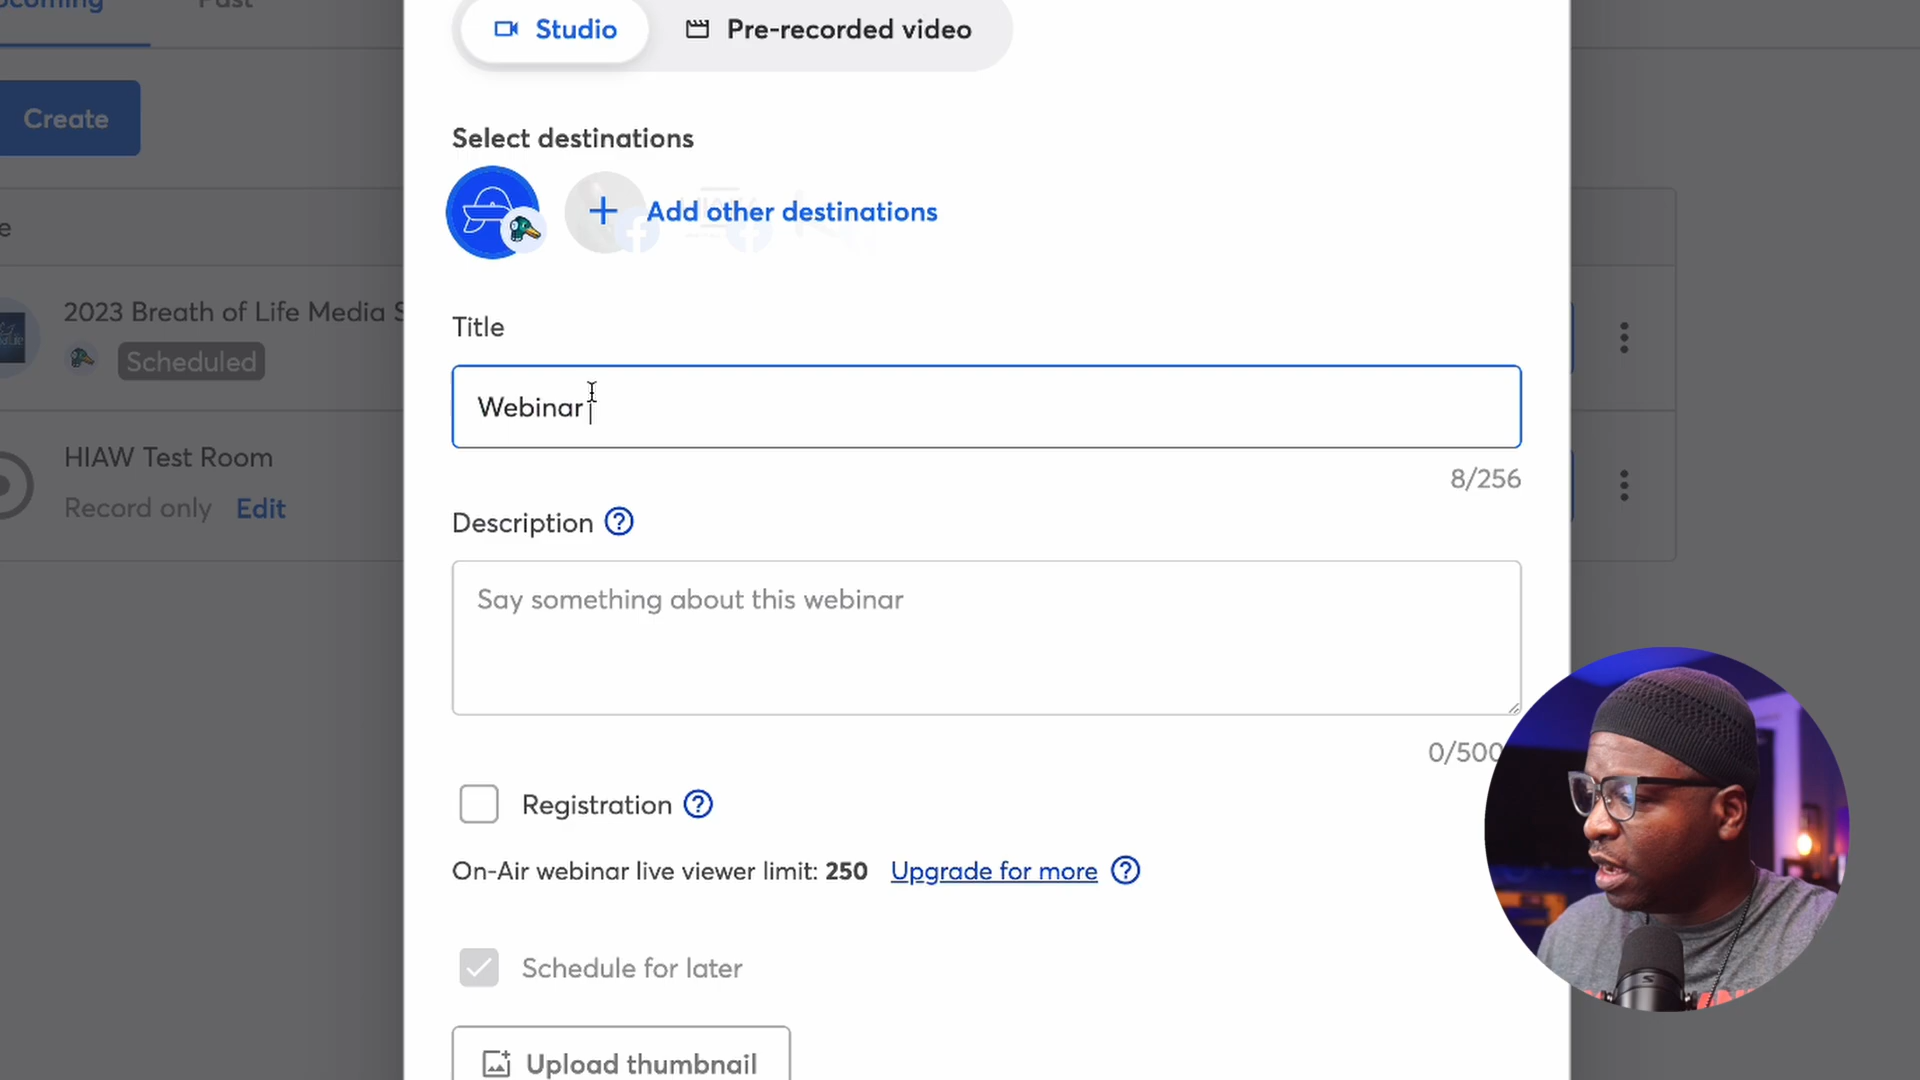 Past
Studio
Pre-recorded video
Create
Select destinations
Add other destinations
Title
2023 Breath of Life Media S
Scheduled
Webinar
8/256
HIAW Test Room
Record only Edit
Description
Say something about this webinar
0/500
Registration
On-Air webinar live viewer limit: 250 Upgrade for more
Schedule for later
Upload thumbnail